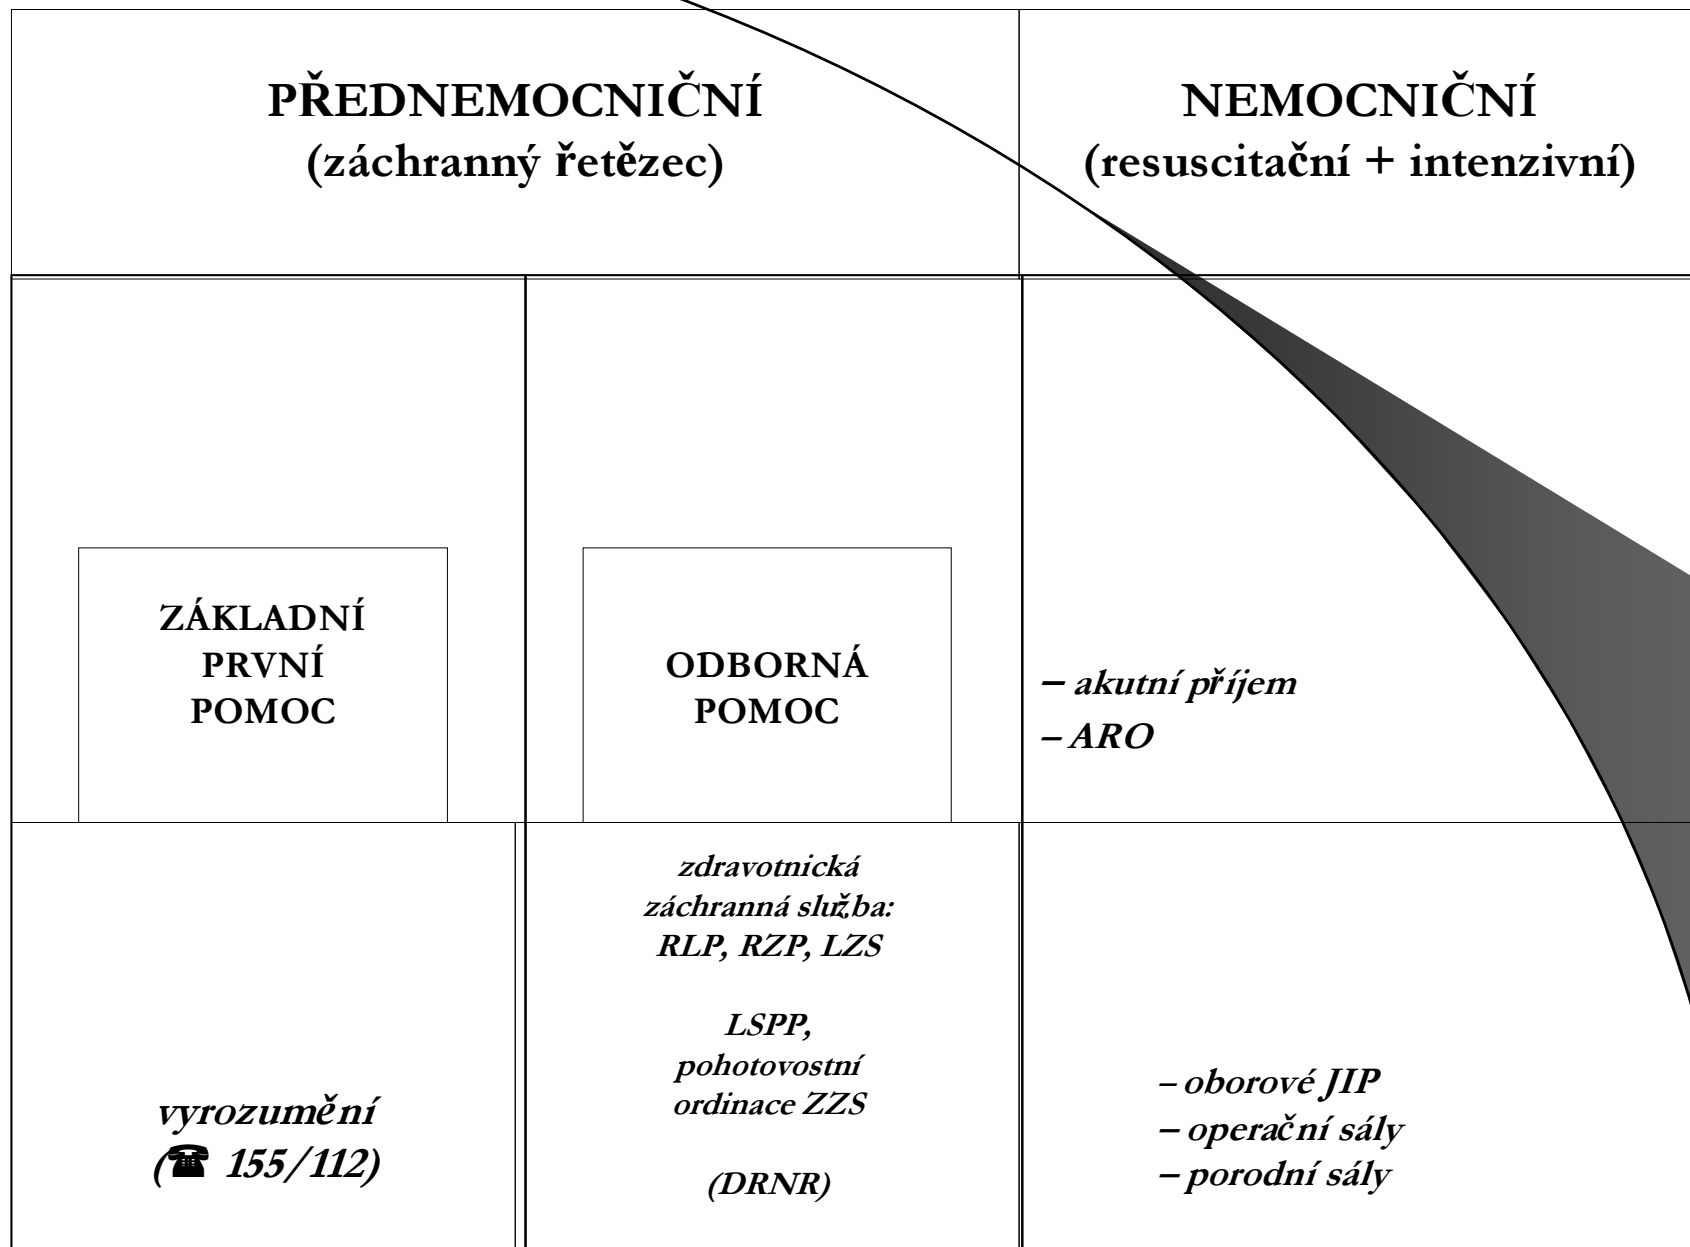 PŘEDNEMOCNIČNÍ
(záchranný řetězec)
NEMOCNIČNÍ
(resuscitační + intenzivní)
ZÁKLADNÍ
PRVNÍ
POMOC
ODBORNÁ
POMOC
– akutní příjem
– ARO
vyrozumění
(☎ 155/112)
zdravotnická
záchranná služba:
RLP, RZP, LZS
LSPP,
pohotovostní
ordinace ZZS
(DRNR)
– oborové JIP
– operační sály
– porodní sály